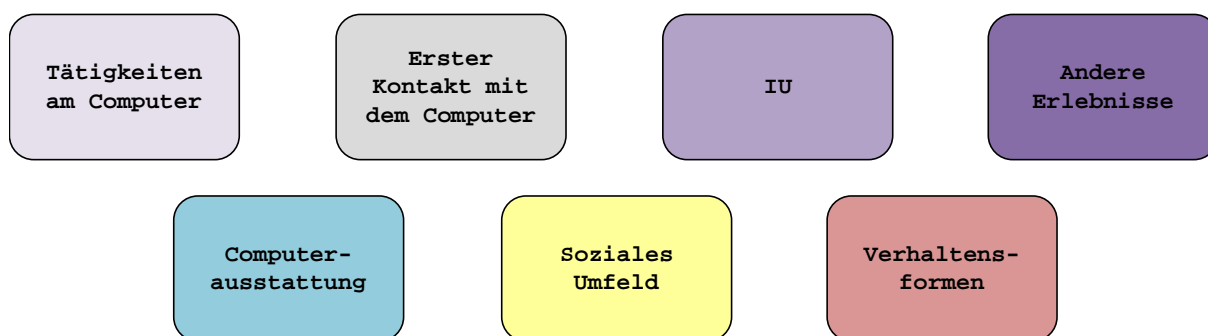 Tätigkeiten
am Computer
Erster
Kontakt mit
dem Computer
IU
Andere
Erlebnisse
Computer-
ausstattung
Soziales
Umfeld
Verhaltens-
formen